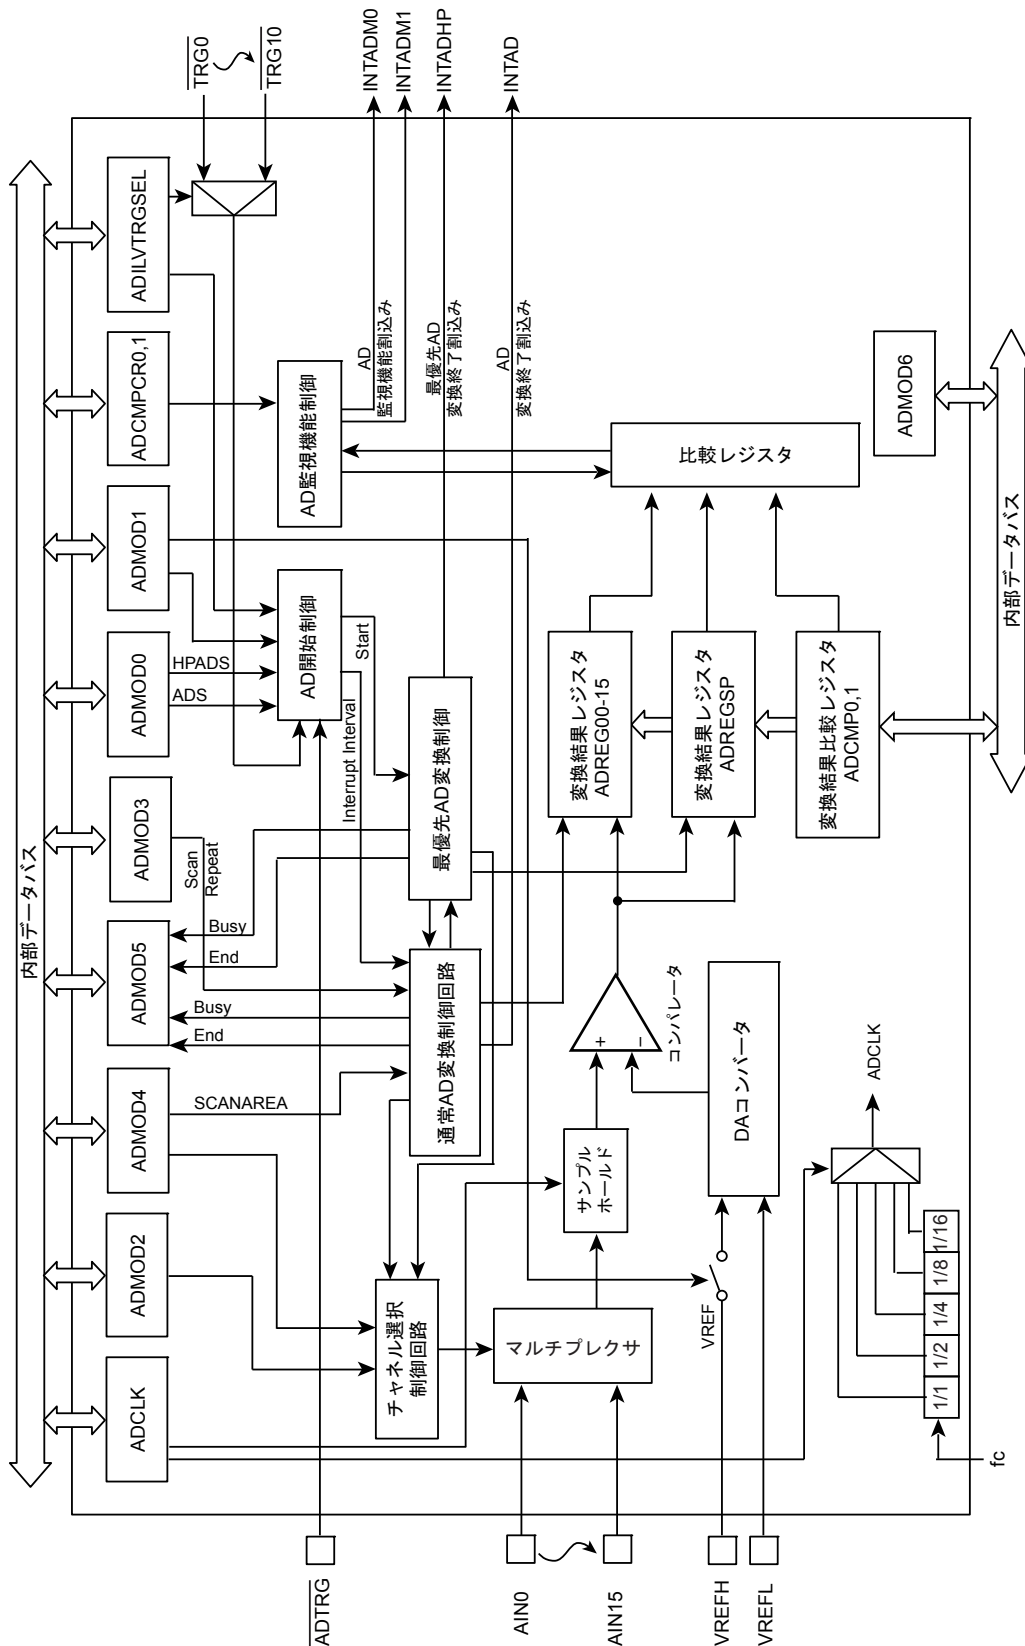 内部データバス
ADCLK
ADMOD2
ADMOD4
ADMOD5
ADMOD3
ADMOD0
ADMOD1
ADCMPCR0,1
ADILVTRGSEL
TRG0
TRG10
SCANAREA
End
Busy
End
Busy
Scan
Repeat
ADS
HPADS
AD開始制御
AD監視機能制御
Start
Interrupt Interval
AD
監視機能割込み
INTADM0
INTADM1
最優先AD
変換終了割込み
INTADHP
AD
変換終了割込み
INTAD
ADTRG
チャネル選択
制御回路
通常AD変換制御回路
最優先AD変換制御
AIN0
AIN15
マルチプレクサ
サンプル
ホールド
+
−
コンパレータ
変換結果レジスタ
ADREG00-15
変換結果レジスタ
ADREGSP
変換結果比較レジスタ
ADCMP0,1
比較レジスタ
VREFH
VREFL
VREF
DAコンバータ
ADCLK
fc
1/1
1/2
1/4
1/8
1/16
ADMOD6
内部データバス